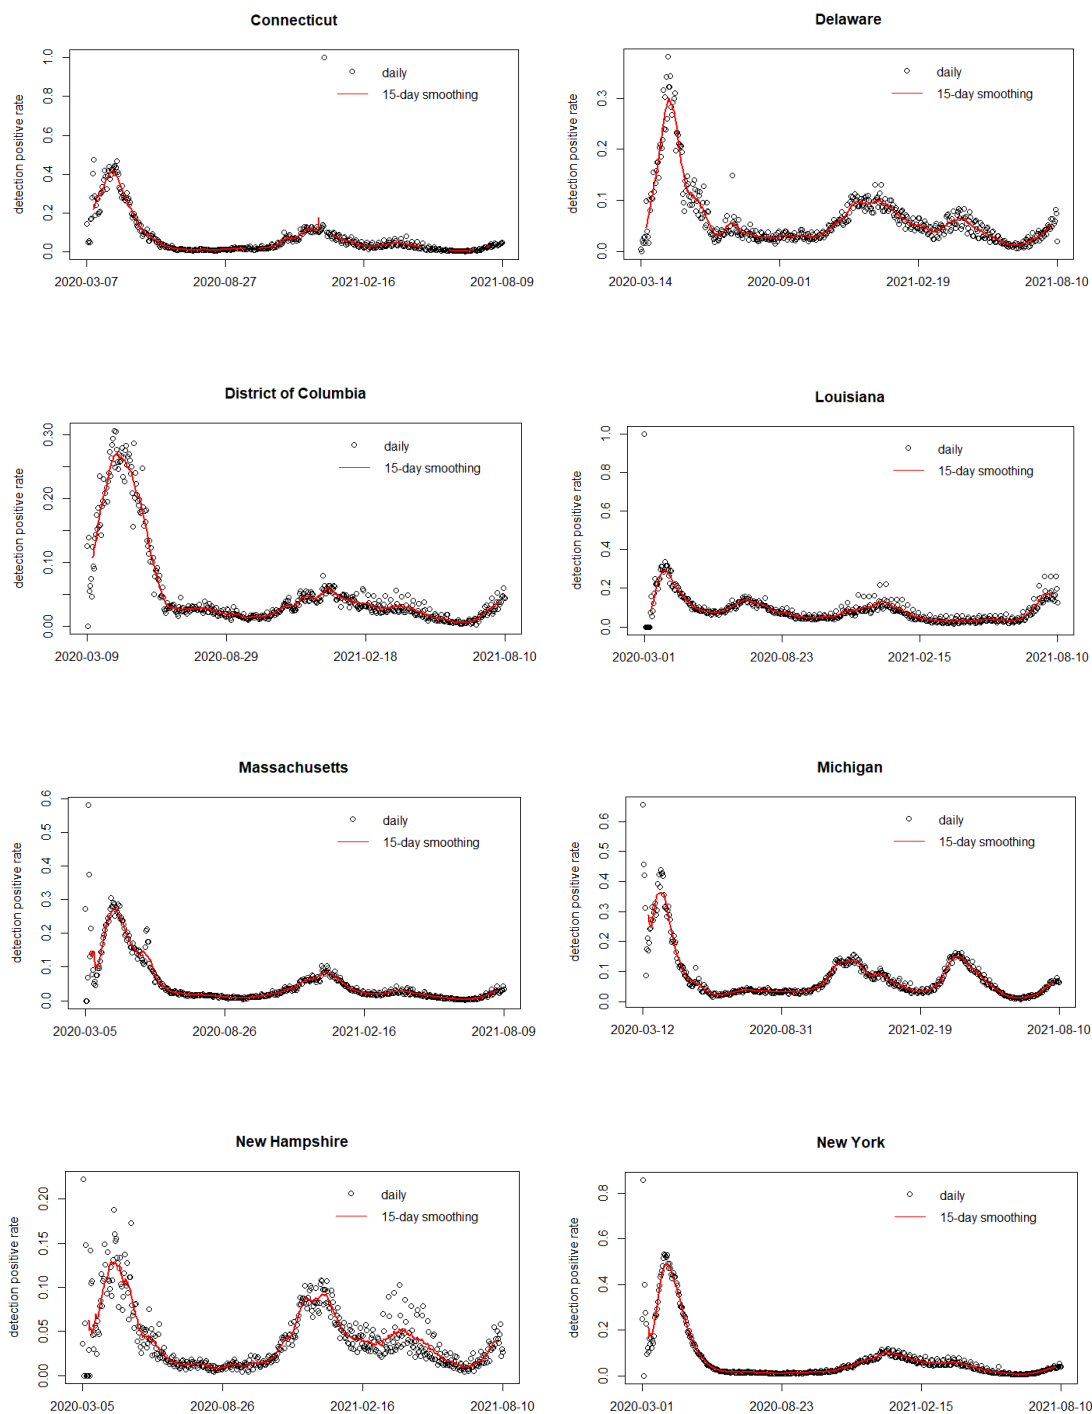 Connecticut
detection positive rate
1.0
0.8
0.6
0.4
0.2
0.0
daily
15-day smoothing
2020-03-07
2020-08-27
2021-02-16
2021-08-09
Delaware
detection positive rate
0.3
0.2
0.1
0.0
daily
15-day smoothing
2020-03-14
2020-09-01
2021-02-19
2021-08-10
District of Columbia
detection positive rate
0.30
0.20
0.10
0.00
daily
15-day smoothing
2020-03-09
2020-08-29
2021-02-18
2021-08-10
Louisiana
detection positive rate
1.0
0.8
0.6
0.4
0.2
0.0
daily
15-day smoothing
2020-03-01
2020-08-23
2021-02-15
2021-08-10
Massachusetts
detection positive rate
0.6
0.5
0.4
0.3
0.2
0.1
0.0
daily
15-day smoothing
2020-03-05
2020-08-26
2021-02-16
2021-08-09
Michigan
detection positive rate
0.6
0.5
0.4
0.3
0.2
0.1
0.0
daily
15-day smoothing
2020-03-12
2020-08-31
2021-02-19
2021-08-10
New Hampshire
detection positive rate
0.20
0.15
0.10
0.05
0.00
daily
15-day smoothing
2020-03-05
2020-08-26
2021-02-16
2021-08-10
New York
detection positive rate
0.8
0.6
0.4
0.2
0.0
daily
15-day smoothing
2020-03-01
2020-08-23
2021-02-15
2021-08-10